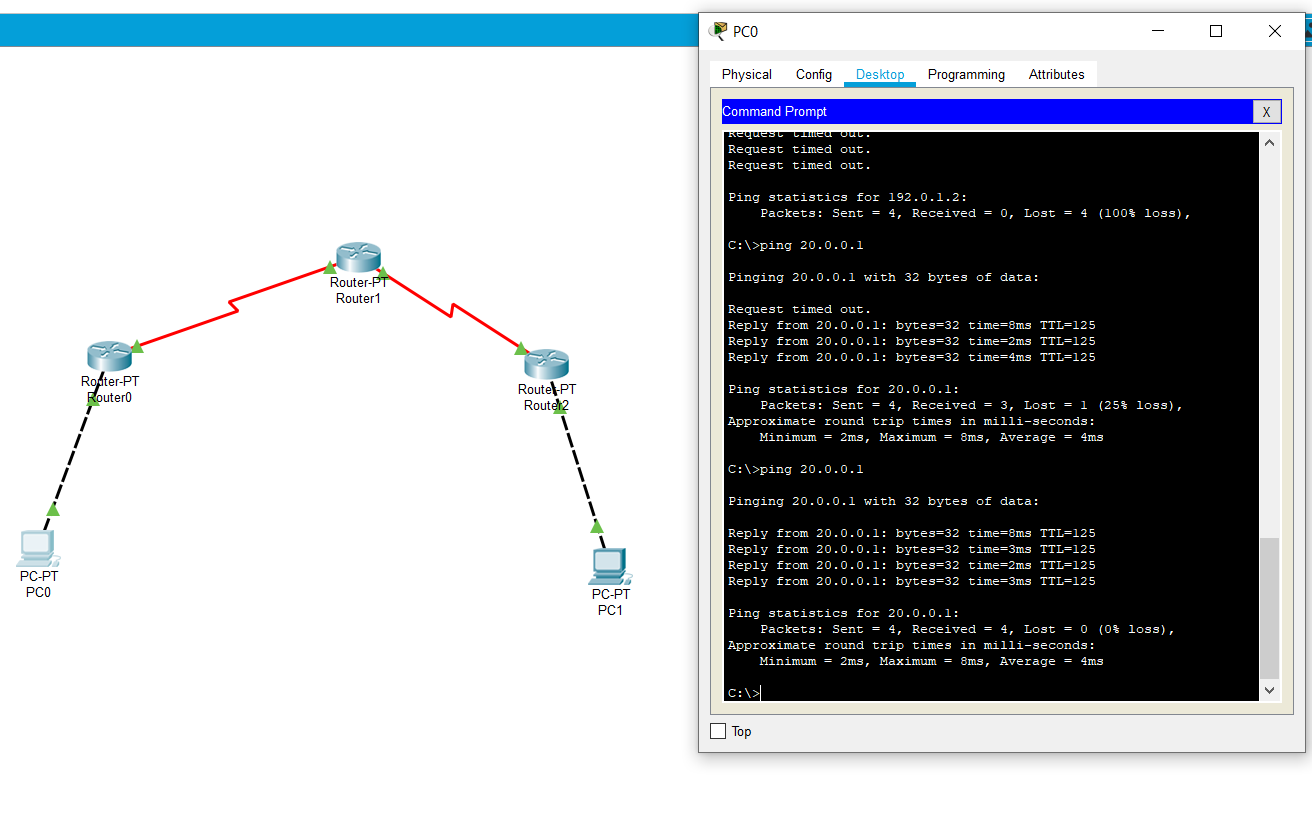 PC0
Physical Config Desktop Programming Attributes
Command Prompt X
Request timed out.
Request timed out.
Request timed out.
Ping statistics for 192.0.1.2:
Packets: Sent = 4, Received = 0, Lost = 4 (100% loss),
C:\>ping 20.0.0.1
Pinging 20.0.0.1 with 32 bytes of data:
Request timed out.
Reply from 20.0.0.1: bytes=32 time=8ms TTL=125
Reply from 20.0.0.1: bytes=32 time=2ms TTL=125
Reply from 20.0.0.1: bytes=32 time=4ms TTL=125
Ping statistics for 20.0.0.1:
Packets: Sent = 4, Received = 3, Lost = 1 (25% loss),
Approximate round trip times in milli-seconds:
Minimum = 2ms, Maximum = 8ms, Average = 4ms
C:\>ping 20.0.0.1
Pinging 20.0.0.1 with 32 bytes of data:
Reply from 20.0.0.1: bytes=32 time=8ms TTL=125
Reply from 20.0.0.1: bytes=32 time=3ms TTL=125
Reply from 20.0.0.1: bytes=32 time=2ms TTL=125
Reply from 20.0.0.1: bytes=32 time=3ms TTL=125
Ping statistics for 20.0.0.1:
Packets: Sent = 4, Received = 4, Lost = 0 (0% loss),
Approximate round trip times in milli-seconds:
Minimum = 2ms, Maximum = 8ms, Average = 4ms
C:\>
Top
Router-PT
Router1
Router-PT
Router0
Router-PT
Router2
PC-PT
PC0
PC-PT
PC1